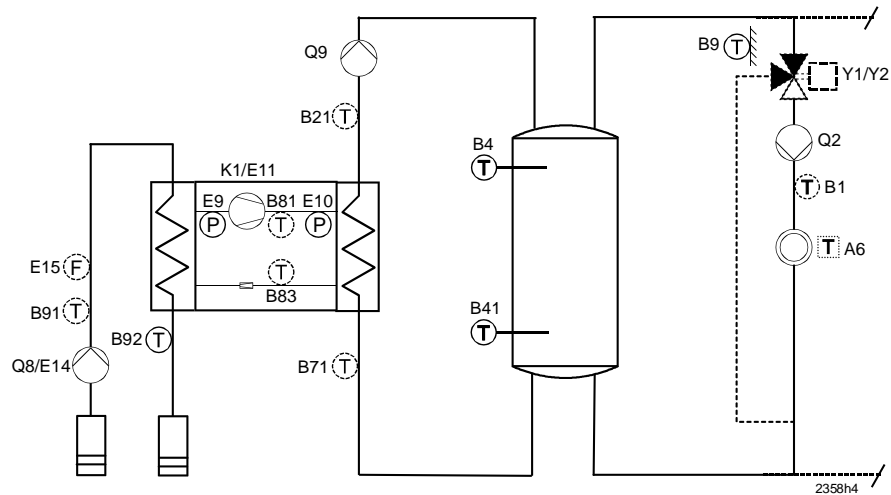 B9 T
Y1/Y2
Q9
B21 T
B4
T
Q2
T B1
K1/E11
E9 B81 E10
P T P
T
B83
E15 F
T A6
B91 T
B41
T
B92 T
Q8/E14
B71 T
2358h4